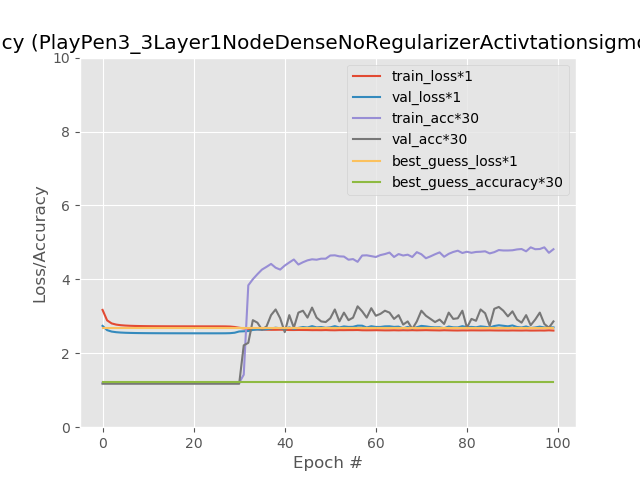 cy (PlayPen3_3Layer1NodeDenseNoRegularizerActivtationsigmo
10
8
6
4
2
0
Loss/Accuracy
train_loss*1
val_loss*1
train_acc*30
val_acc*30
best_guess_loss*1
best_guess_accuracy*30
0 20 40 60 80 100
Epoch #